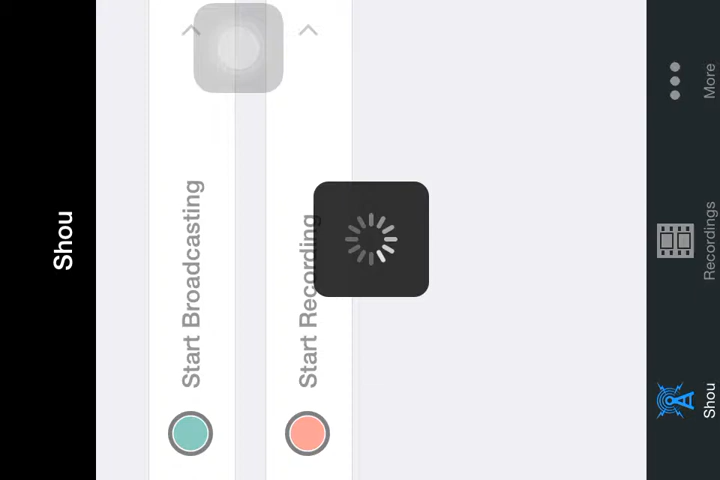 Shou
Start Broadcasting
Start Recording
Shou
Recordings
More